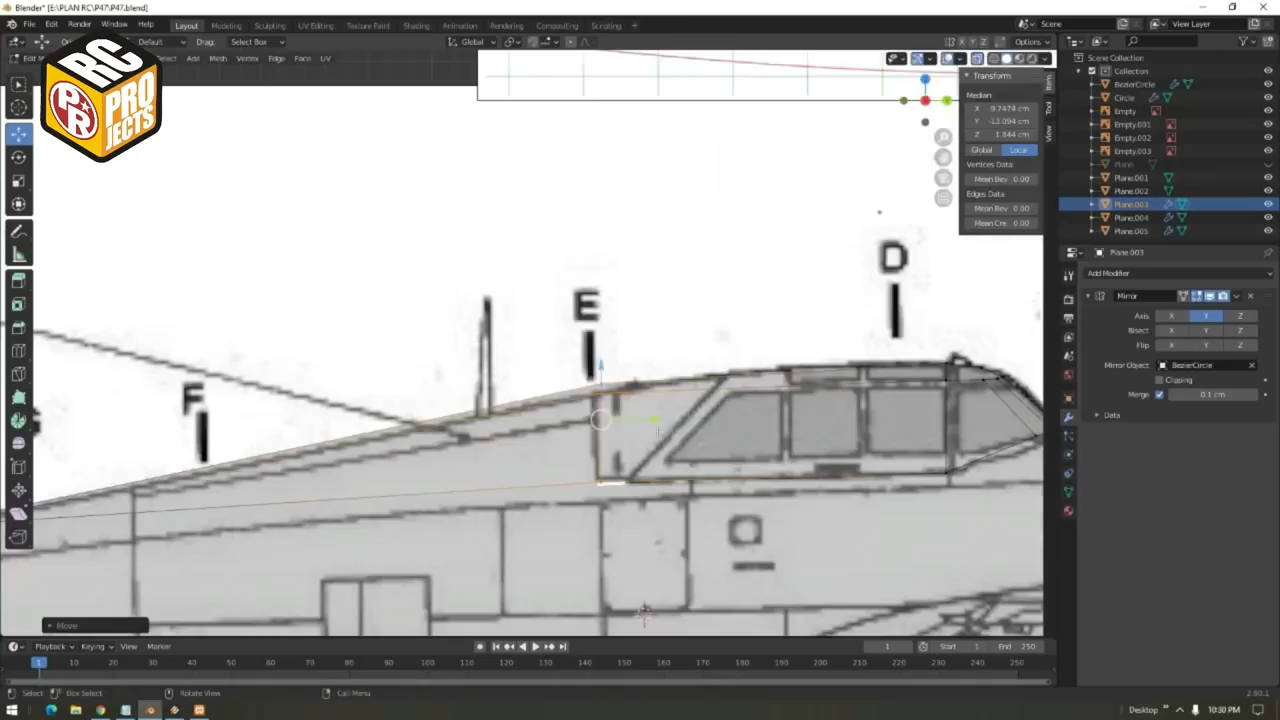 Blender* [E:\PLAN RC\P47\P47.blend]
File Edit Render Window Help Layout Modeling Sculpting UV Editing Texture Paint Shading Animation Rendering Compositing Scripting + Scene View Layer
Default Drag: Select Box Global X Y Z Options
Select Add Mesh Vertex Edge Face UV
RC PROJECTS
PR
Transform
Median
X 9.7474 cm
Y -13.094 cm
Z 1.844 cm
Global Local
Vertices Data:
Mean Bev 0.00
Edges Data:
Mean Bev 0.00
Mean Cre 0.00
Item
Tool
View
D
E
F
Move
Scene Collection
Collection
BezierCircle
Circle
Empty
Empty.001
Empty.002
Empty.003
Plane
Plane.001
Plane.002
Plane.003
Plane.004
Plane.005
Plane.003
Add Modifier
Mirror
Axis X Y Z
Bisect X Y Z
Flip X Y Z
Mirror Object BezierCircle
Clipping
Merge 0.1 cm
Data
Playback Keying View Marker 1 Start 1 End 250
1 10 20 30 40 50 60 70 80 90 100 110 120 130 140 150 160 170 180 190 200 210 220 230 240 250
Select Box Select Rotate View Call Menu 2.90.1
Desktop 10:30 PM